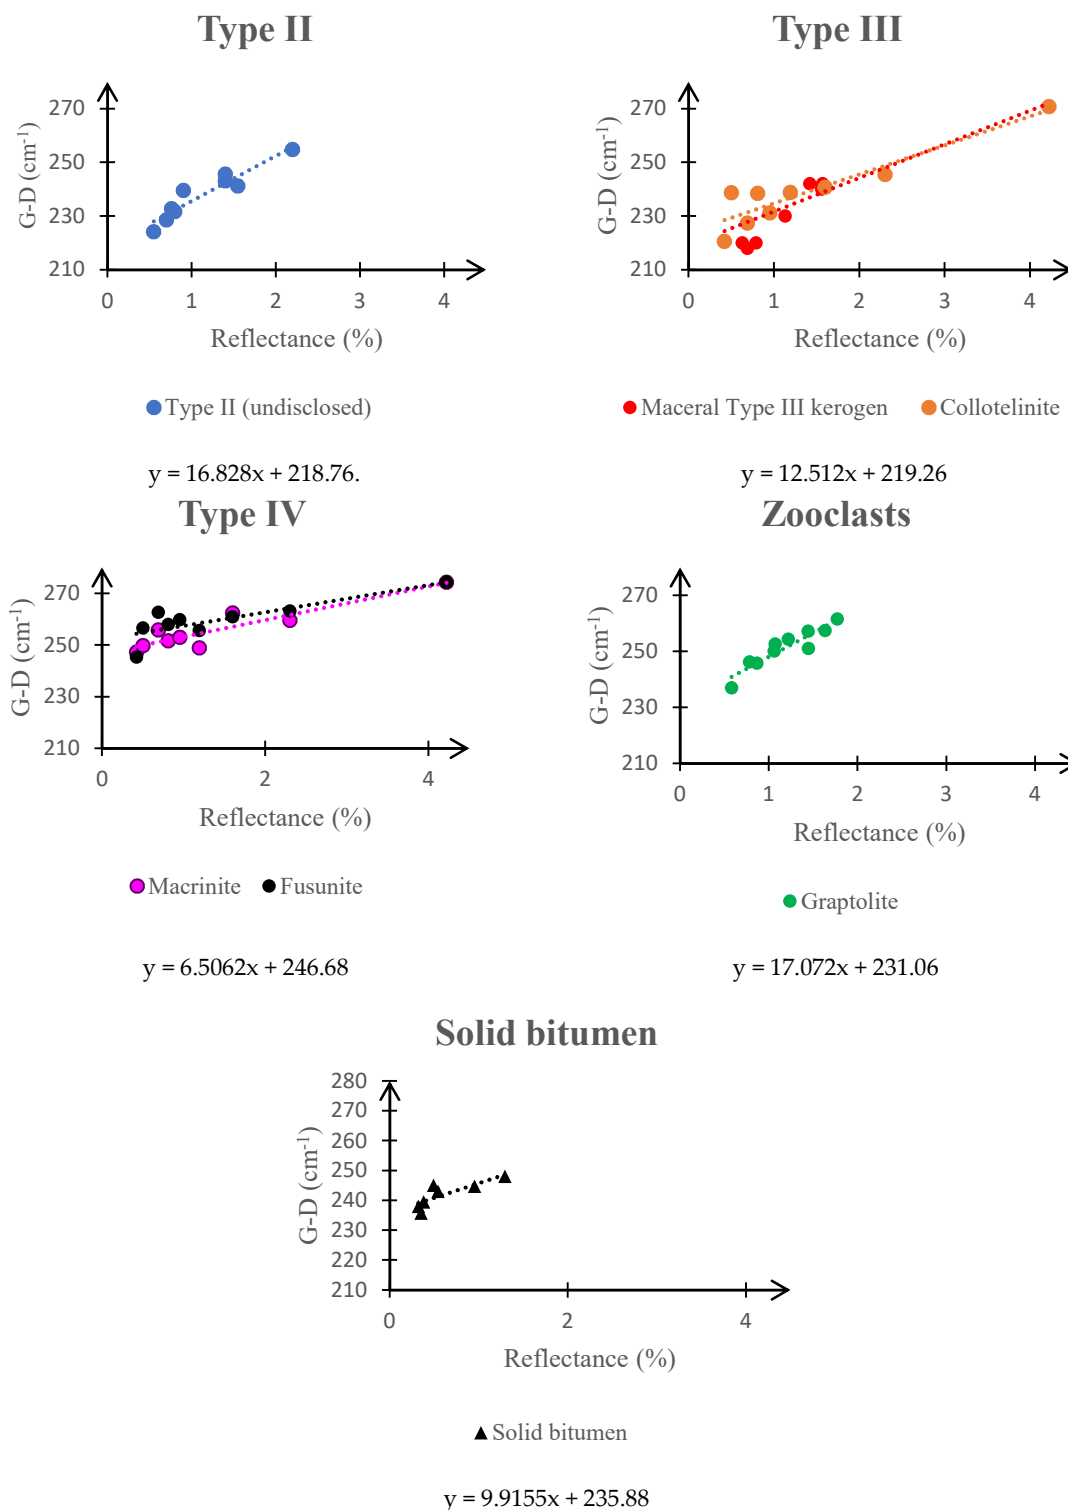 Type II
270
250
230
210
G-D (cm-1)
0 1 2 3 4
Reflectance (%)
Type II (undisclosed)
y = 16.828x + 218.76.
Type III
270
250
230
210
G-D (cm-1)
0 1 2 3 4
Reflectance (%)
Maceral Type III kerogen Collotelinite
y = 12.512x + 219.26
Type IV
270
250
230
210
G-D (cm-1)
0 2 4
Reflectance (%)
Macrinite Fusunite
y = 6.5062x + 246.68
Zooclasts
270
250
230
210
G-D (cm-1)
0 1 2 3 4
Reflectance (%)
Graptolite
y = 17.072x + 231.06
Solid bitumen
280
270
260
250
240
230
220
210
G-D (cm-1)
0 2 4
Reflectance (%)
Solid bitumen
y = 9.9155x + 235.88